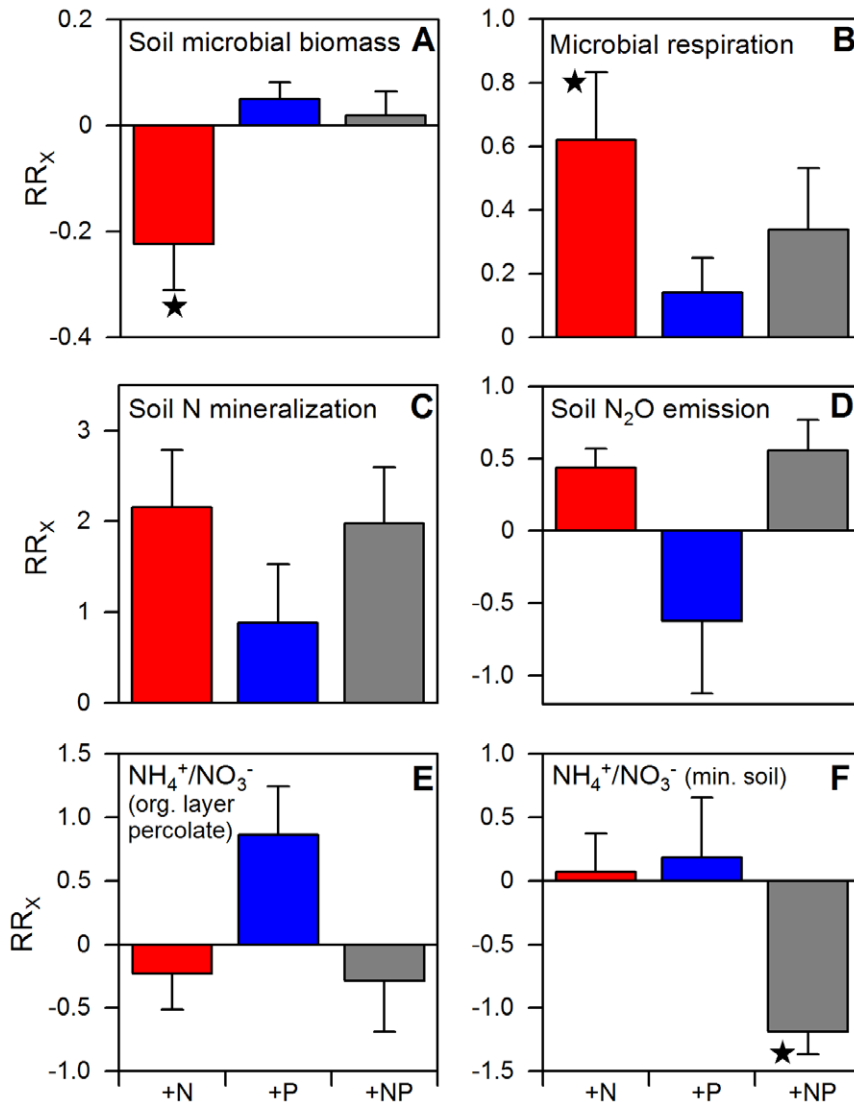 Soil microbial biomass A
0.2
0
-0.2
-0.4
RRX
Microbial respiration B
1.0
0.8
0.6
0.4
0.2
0
★
★
Soil N mineralization C
3
2
1
0
RRX
Soil N2O emission D
1.0
0.5
0
-0.5
-1.0
NH4+/NO3- E
(org. layer
percolate)
1.5
1.0
0.5
0
-0.5
-1.0
RRX
+N +P +NP
NH4+/NO3- (min. soil) F
1.0
0.5
0
-0.5
-1.0
-1.5
★
+N +P +NP